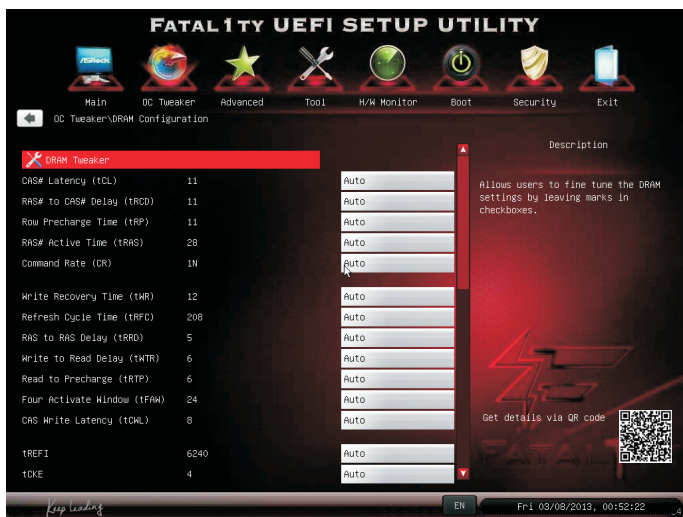 FATAL1TY UEFI SETUP UTILITY
/ISRock
Main OC Tweaker Advanced Tool H/W Monitor Boot Security Exit
OC Tweaker\DRAM Configuration
DRAM Tweaker
CAS# Latency (tCL) 11 Auto
RAS# to CAS# Delay (tRCD) 11 Auto
Row Precharge Time (tRP) 11 Auto
RAS# Active Time (tRAS) 28 Auto
Command Rate (CR) 1N Auto
Write Recovery Time (tWR) 12 Auto
Refresh Cycle Time (tRFC) 208 Auto
RAS to RAS Delay (tRRD) 5 Auto
Write to Read Delay (tWTR) 6 Auto
Read to Precharge (tRTP) 6 Auto
Four Activate Window (tFAW) 24 Auto
CAS Write Latency (tCWL) 8 Auto
tREFI 6240 Auto
tCKE 4 Auto
Description
Allows users to fine tune the DRAM
settings by leaving marks in
checkboxes.
Get details via QR code
FATAL1TY
Keep Leading
EN
Fri 03/08/2013, 00:52:22